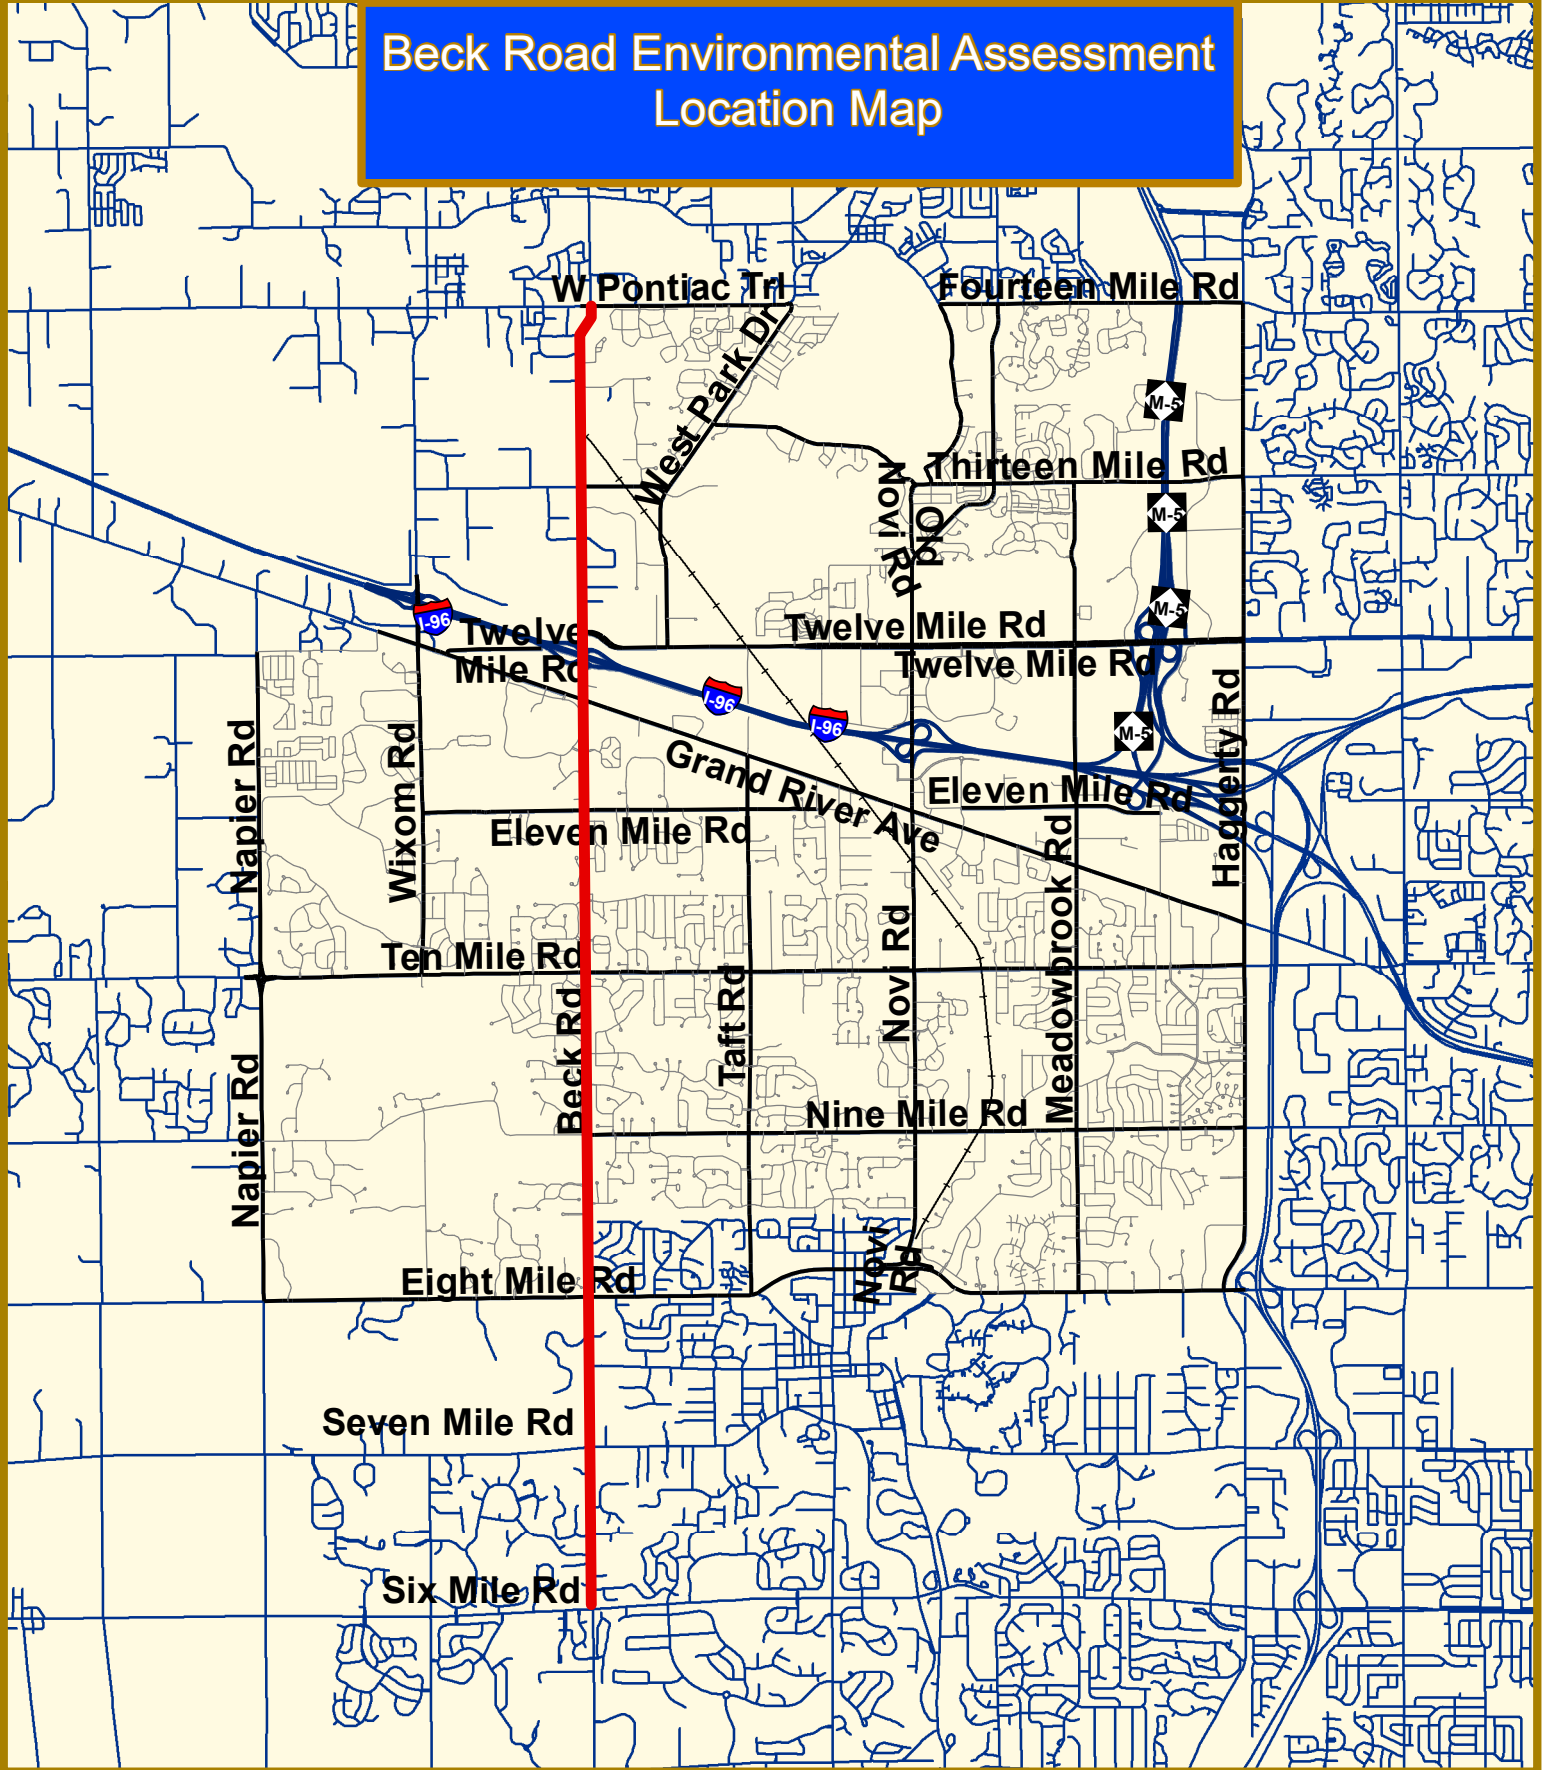 Beck Road Environmental Assessment
Location Map
W Pontiac Trl
Fourteen Mile Rd
West Park Dr
M-5
Thirteen Mile Rd
Novi Rd
Old
M-5
I-96
Twelve
Mile Rd
Twelve Mile Rd
M-5
Twelve Mile Rd
I-96
I-96
M-5
Napier Rd
Wixom Rd
Grand River Ave
Haggerty Rd
Eleven Mile Rd
Eleven Mile Rd
Meadowbrook Rd
Ten Mile Rd
Beck Rd
Taft Rd
Novi Rd
Napier Rd
Nine Mile Rd
Novi
Rd
Eight Mile Rd
Seven Mile Rd
Six Mile Rd